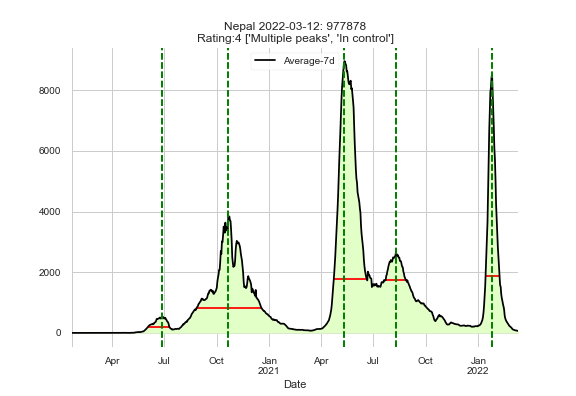 Nepal 2022-03-12: 977878
Rating:4 ['Multiple peaks', 'In control']
Average-7d
8000
6000
4000
2000
0
Apr
Jul
Oct
Jan
2021
Apr
Jul
Oct
Jan
2022
Date